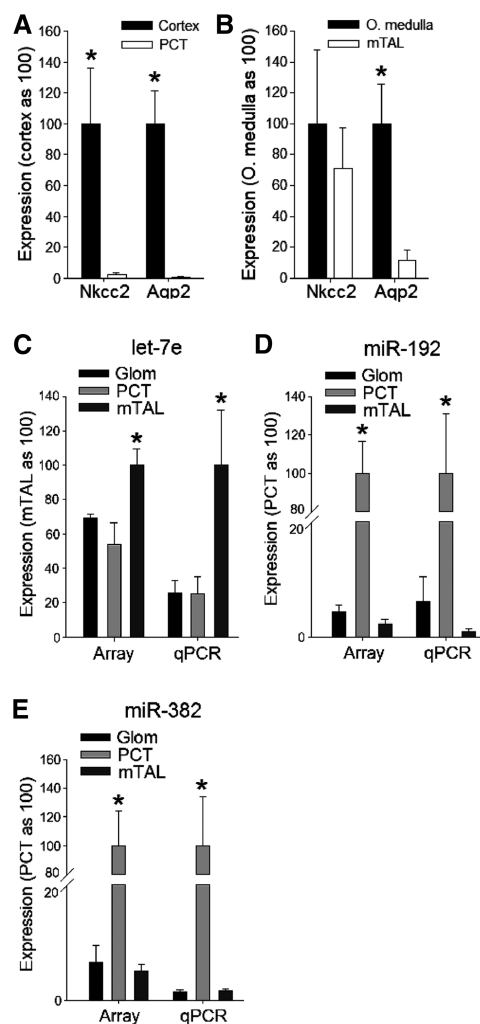 A
B
Cortex
PCT
O. medulla
mTAL
Expression (cortex as 100)
140
120
100
80
60
40
20
0
*
*
Nkcc2 Aqp2
Expression (O. medulla as 100)
160
140
120
100
80
60
40
20
0
*
Nkcc2 Aqp2
C
let-7e
Glom
PCT
mTAL
Expression (mTAL as 100)
140
120
100
80
60
40
20
0
*
*
Array qPCR
D
miR-192
Glom
PCT
mTAL
Expression (PCT as 100)
140
120
100
80
20
0
*
*
Array qPCR
E
miR-382
Glom
PCT
mTAL
Expression (PCT as 100)
160
140
120
100
80
20
0
*
*
Array qPCR